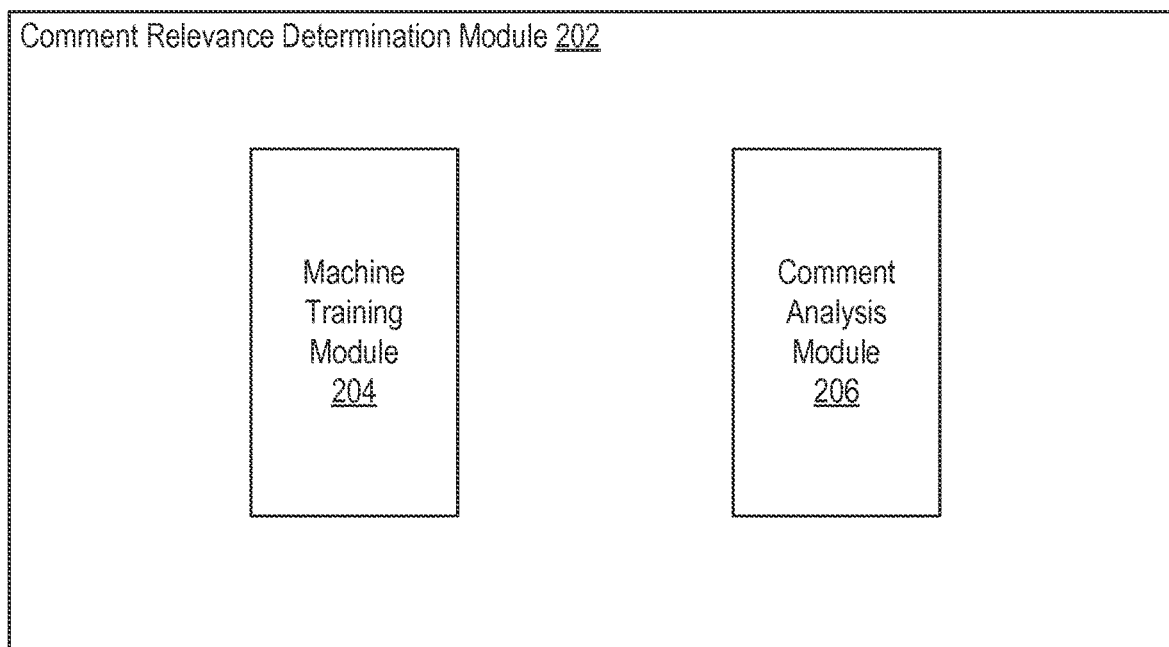 Comment Relevance Determination Module 202
Machine
Training
Module
204
Comment
Analysis
Module
206